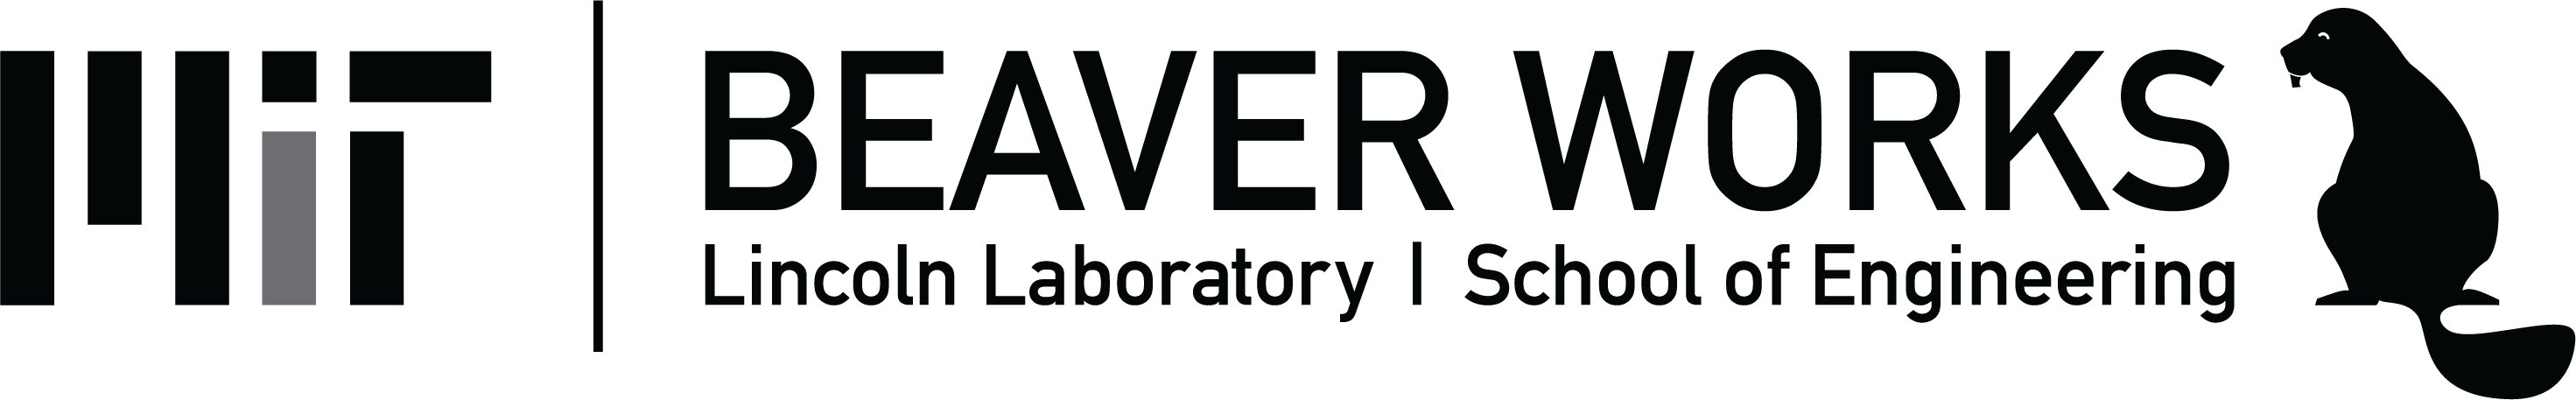 MIT
BEAVER WORKS
Lincoln Laboratory | School of Engineering